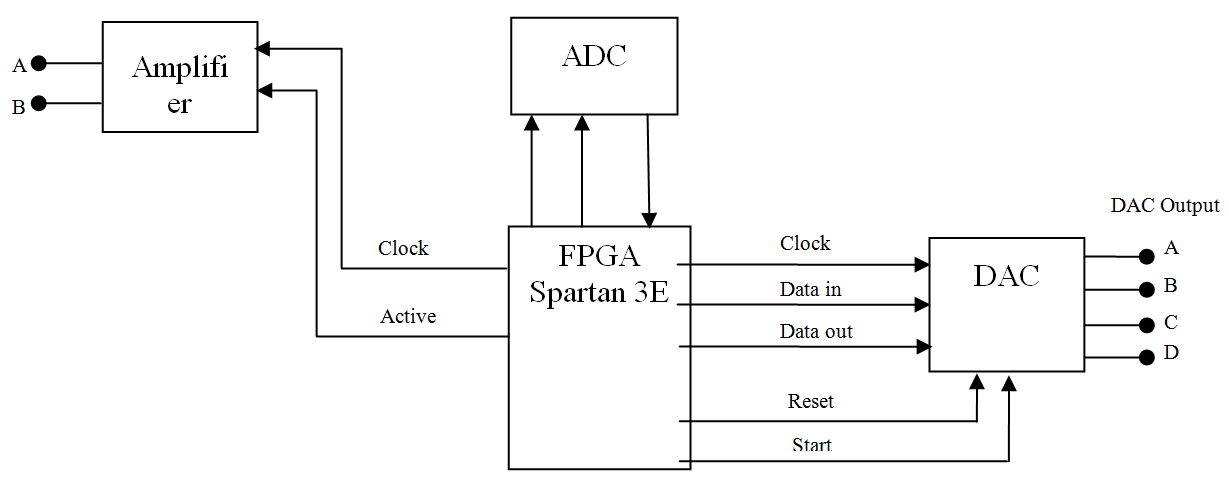 A
B
Amplifi
er
ADC
Clock
Active
FPGA
Spartan 3E
Clock
Data in
Data out
Reset
Start
DAC
DAC Output
A
B
C
D